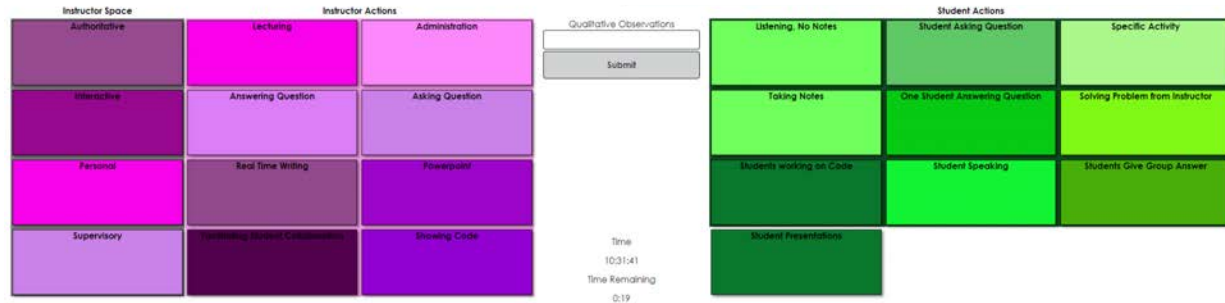 Instructor Space
Instructor Actions
Student Actions
Authoritative
Lecturing
Administration
Qualitative Observations
Submit
Listening, No Notes
Student Asking Question
Specific Activity
Interactive
Answering Question
Asking Question
Taking Notes
One Student Answering Question
Solving Problem from Instructor
Personal
Real Time Writing
Powerpoint
Students working on Code
Student Speaking
Students Give Group Answer
Supervisory
Facilitating Student Collaboration
Showing Code
Time
10:31:41
Time Remaining
0:19
Student Presentations